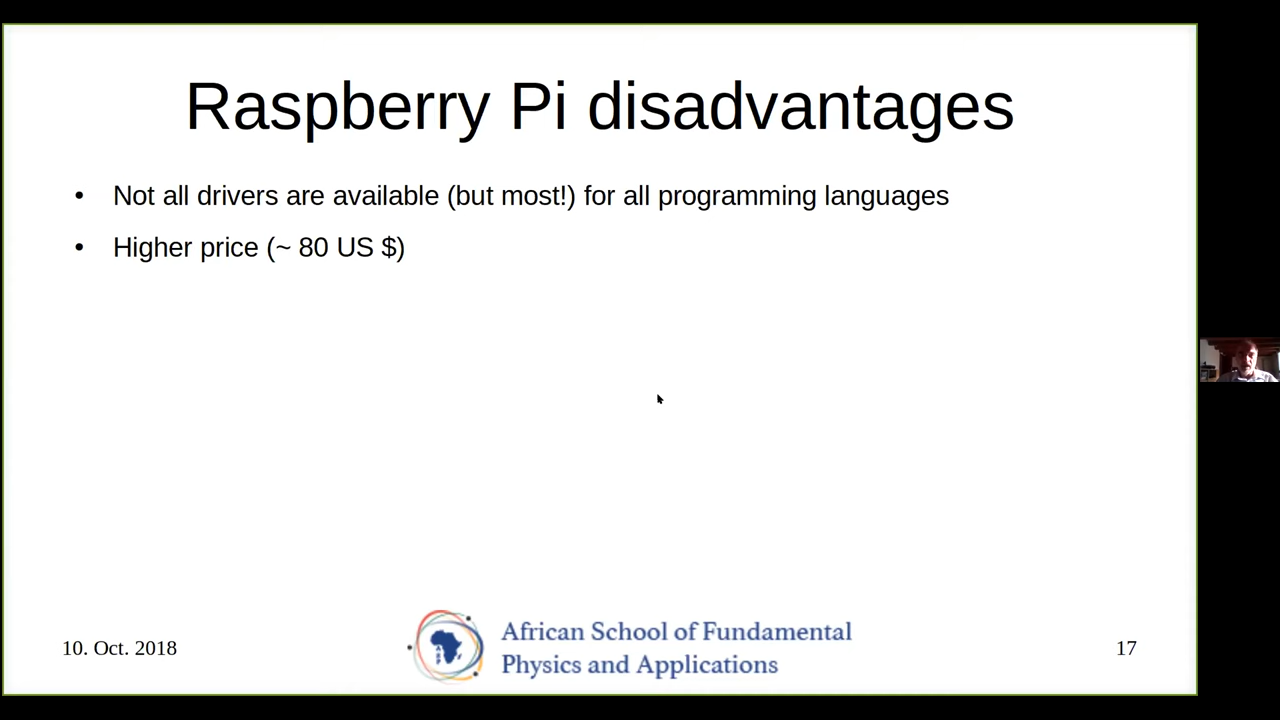 Raspberry Pi disadvantages
• Not all drivers are available (but most!) for all programming languages
• Higher price (~ 80 US $)
10. Oct. 2018
African School of Fundamental
Physics and Applications
17